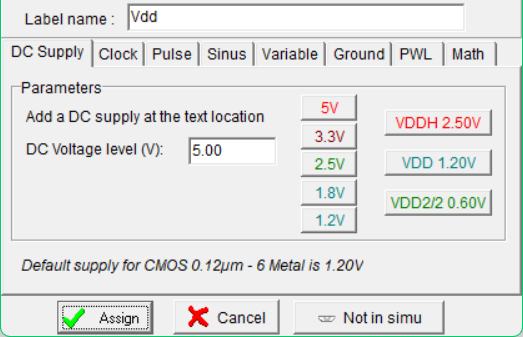 Label name : Vdd
DC Supply Clock Pulse Sinus Variable Ground PWL Math
Parameters
Add a DC supply at the text location
DC Voltage level (V): 5.00
5V
3.3V
2.5V
1.8V
1.2V
VDDH 2.50V
VDD 1.20V
VDD2/2 0.60V
Default supply for CMOS 0.12µm - 6 Metal is 1.20V
Assign Cancel Not in simu